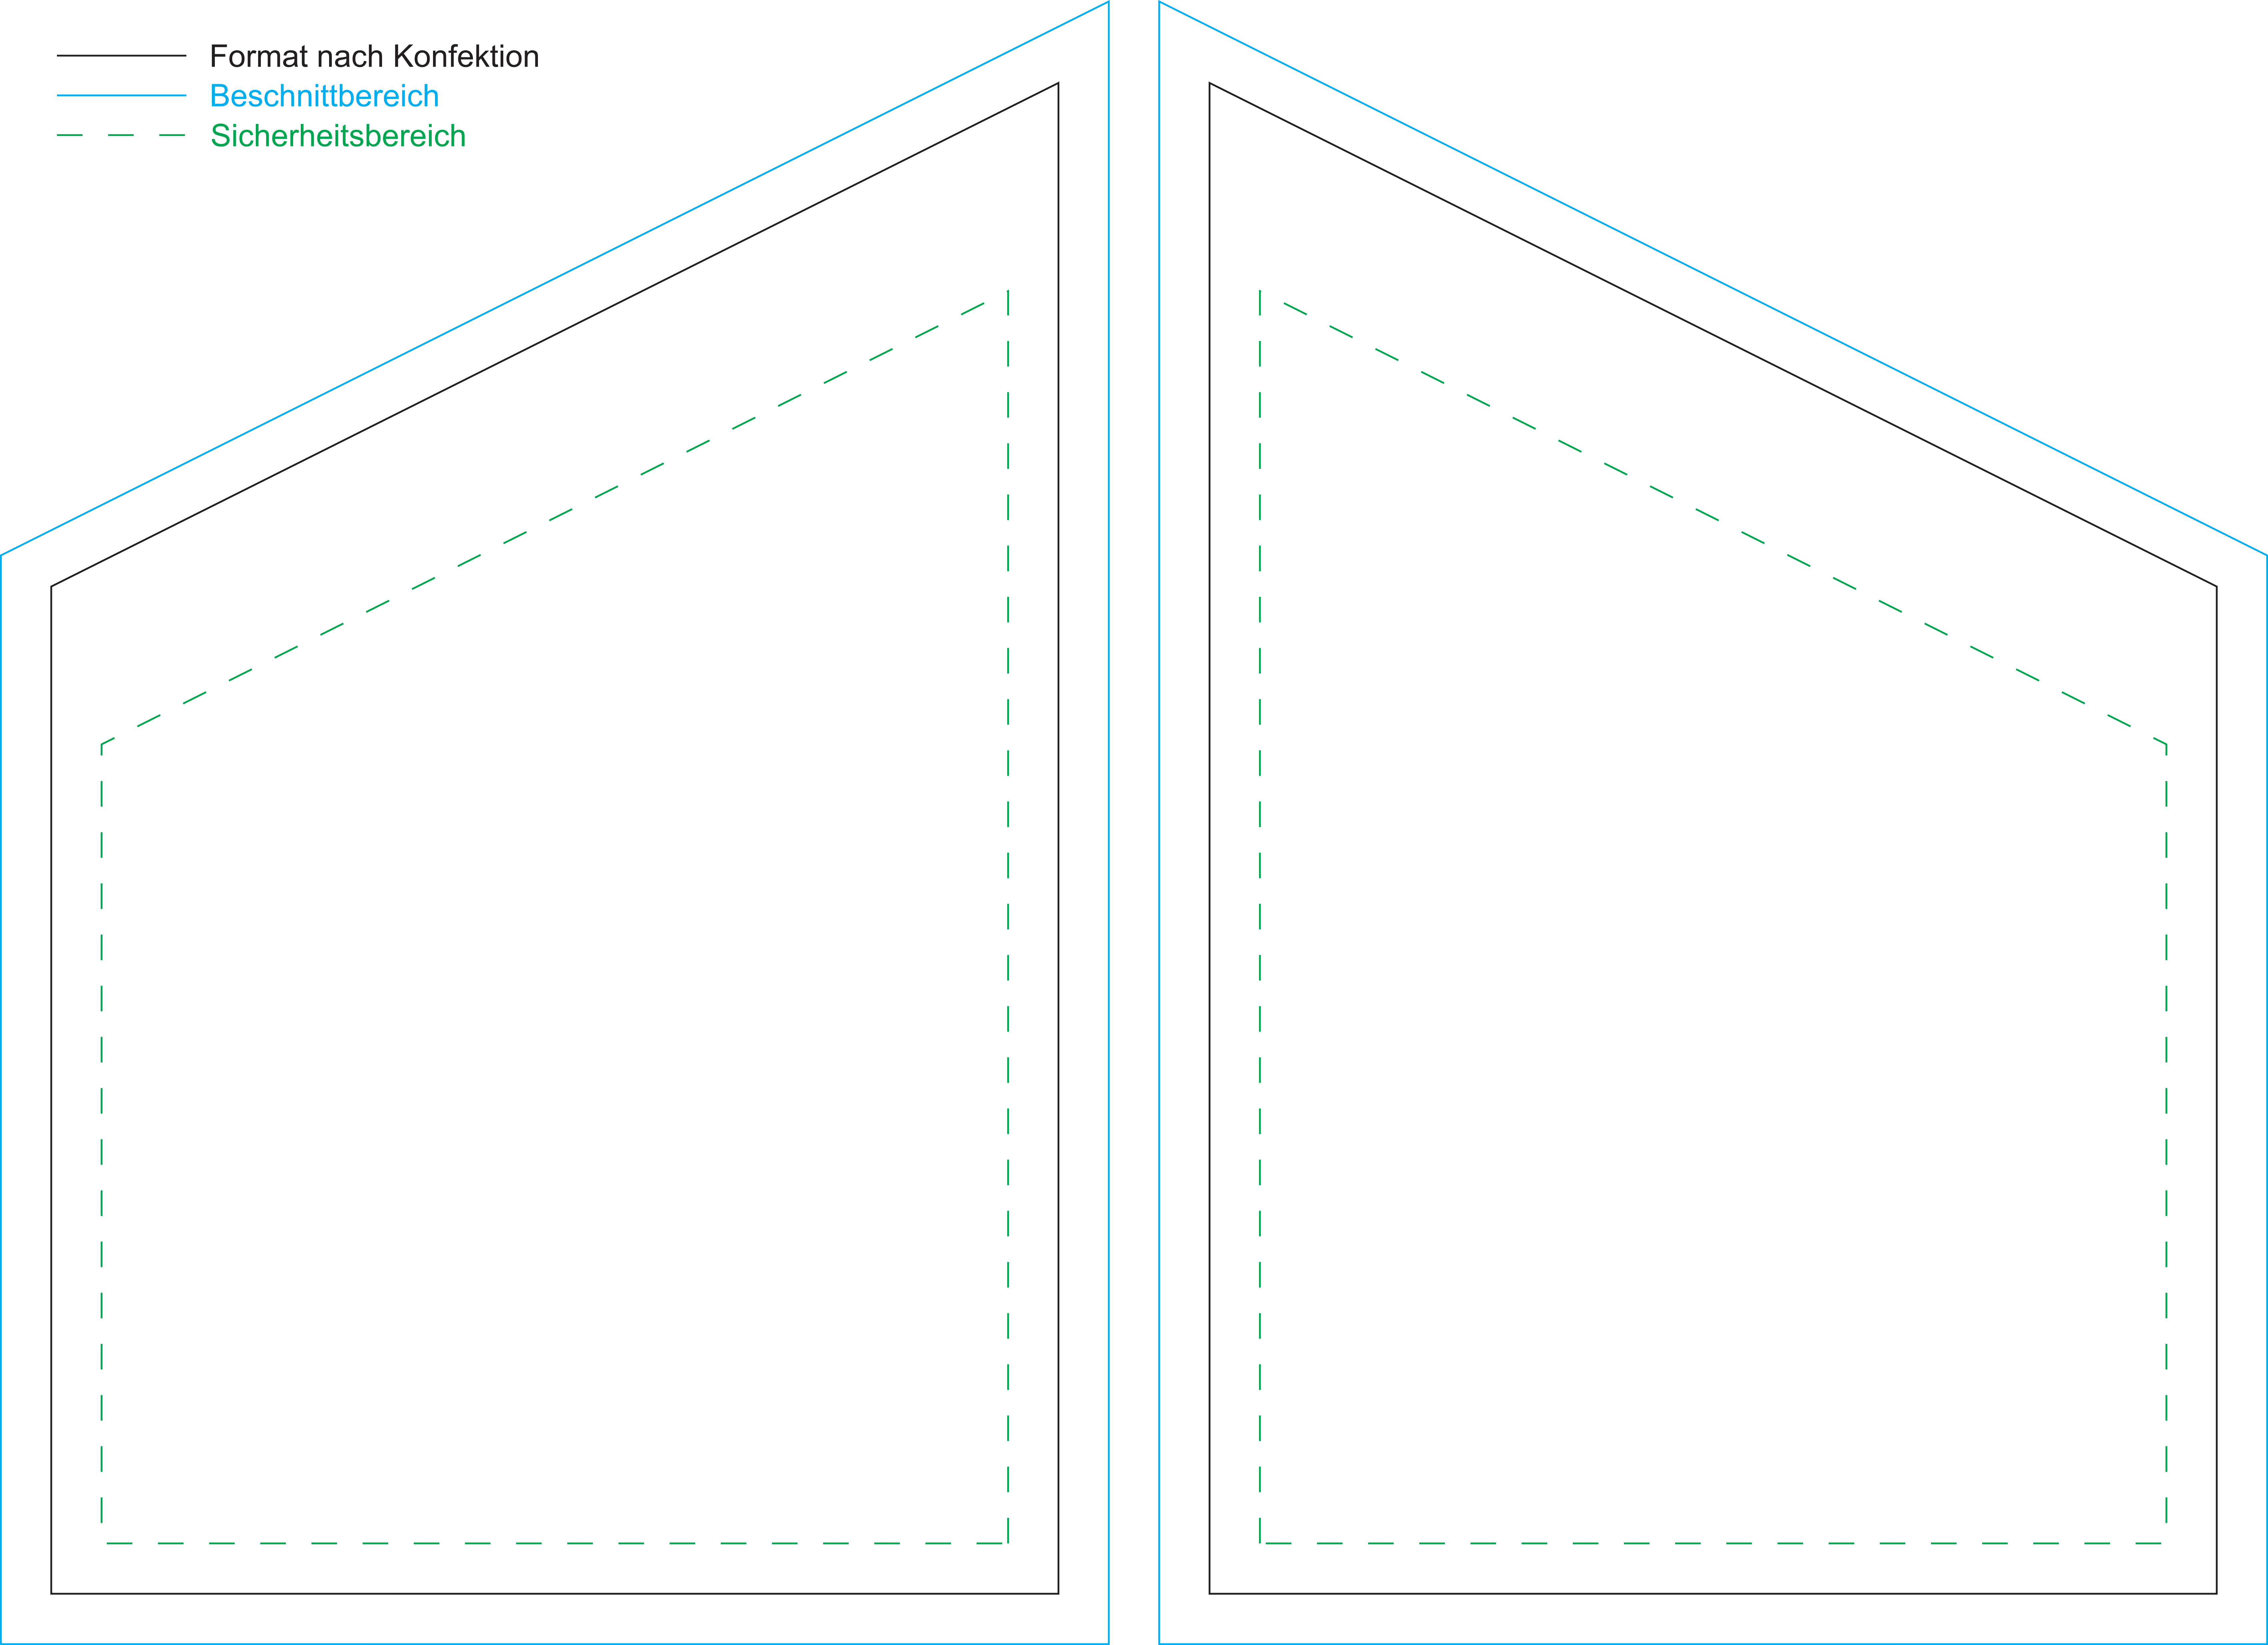 Format nach Konfektion
Beschnittbereich
Sicherheitsbereich